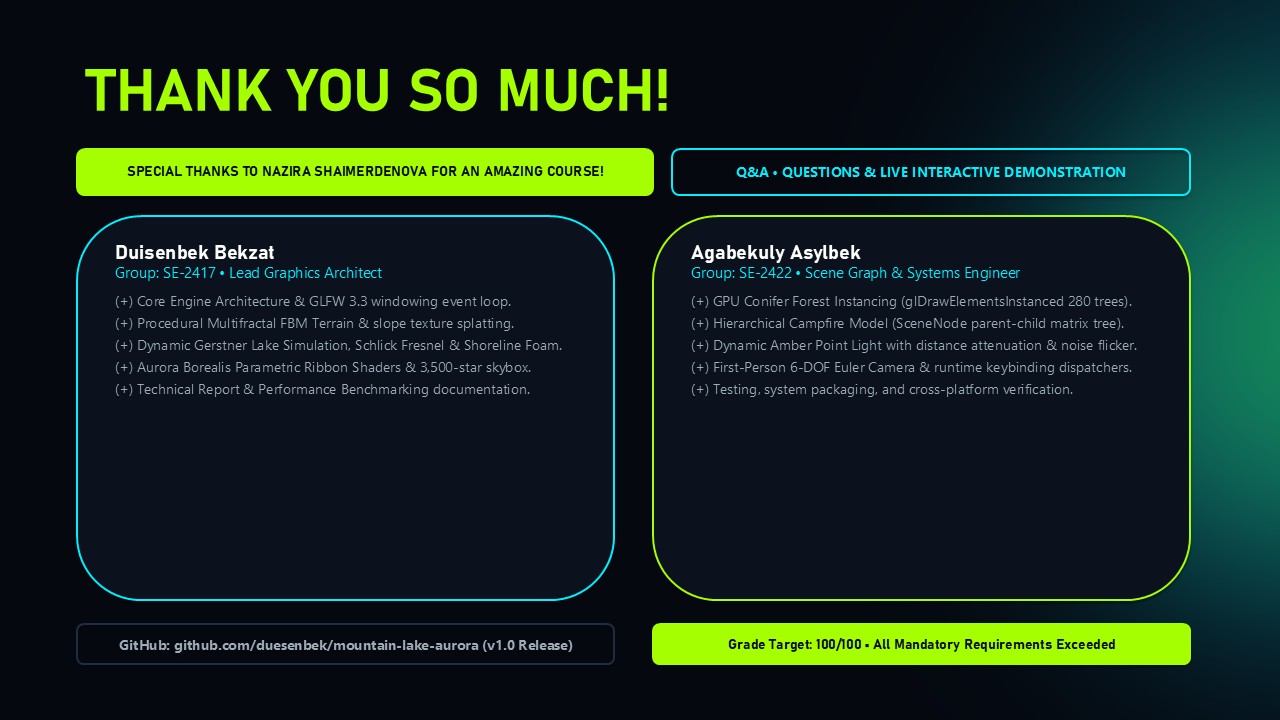 THANK YOU SO MUCH!
SPECIAL THANKS TO NAZIRA SHAIMERDENOVA FOR AN AMAZING COURSE!
Q&A • QUESTIONS & LIVE INTERACTIVE DEMONSTRATION
Duisenbek Bekzat
Group: SE-2417 • Lead Graphics Architect
(+) Core Engine Architecture & GLFW 3.3 windowing event loop.
(+) Procedural Multifractal FBM Terrain & slope texture splatting.
(+) Dynamic Gerstner Lake Simulation, Schlick Fresnel & Shoreline Foam.
(+) Aurora Borealis Parametric Ribbon Shaders & 3,500-star skybox.
(+) Technical Report & Performance Benchmarking documentation.
Agabekuly Asylbek
Group: SE-2422 • Scene Graph & Systems Engineer
(+) GPU Conifer Forest Instancing (glDrawElementsInstanced 280 trees).
(+) Hierarchical Campfire Model (SceneNode parent-child matrix tree).
(+) Dynamic Amber Point Light with distance attenuation & noise flicker.
(+) First-Person 6-DOF Euler Camera & runtime keybinding dispatchers.
(+) Testing, system packaging, and cross-platform verification.
GitHub: github.com/duesenbek/mountain-lake-aurora (v1.0 Release)
Grade Target: 100/100 • All Mandatory Requirements Exceeded